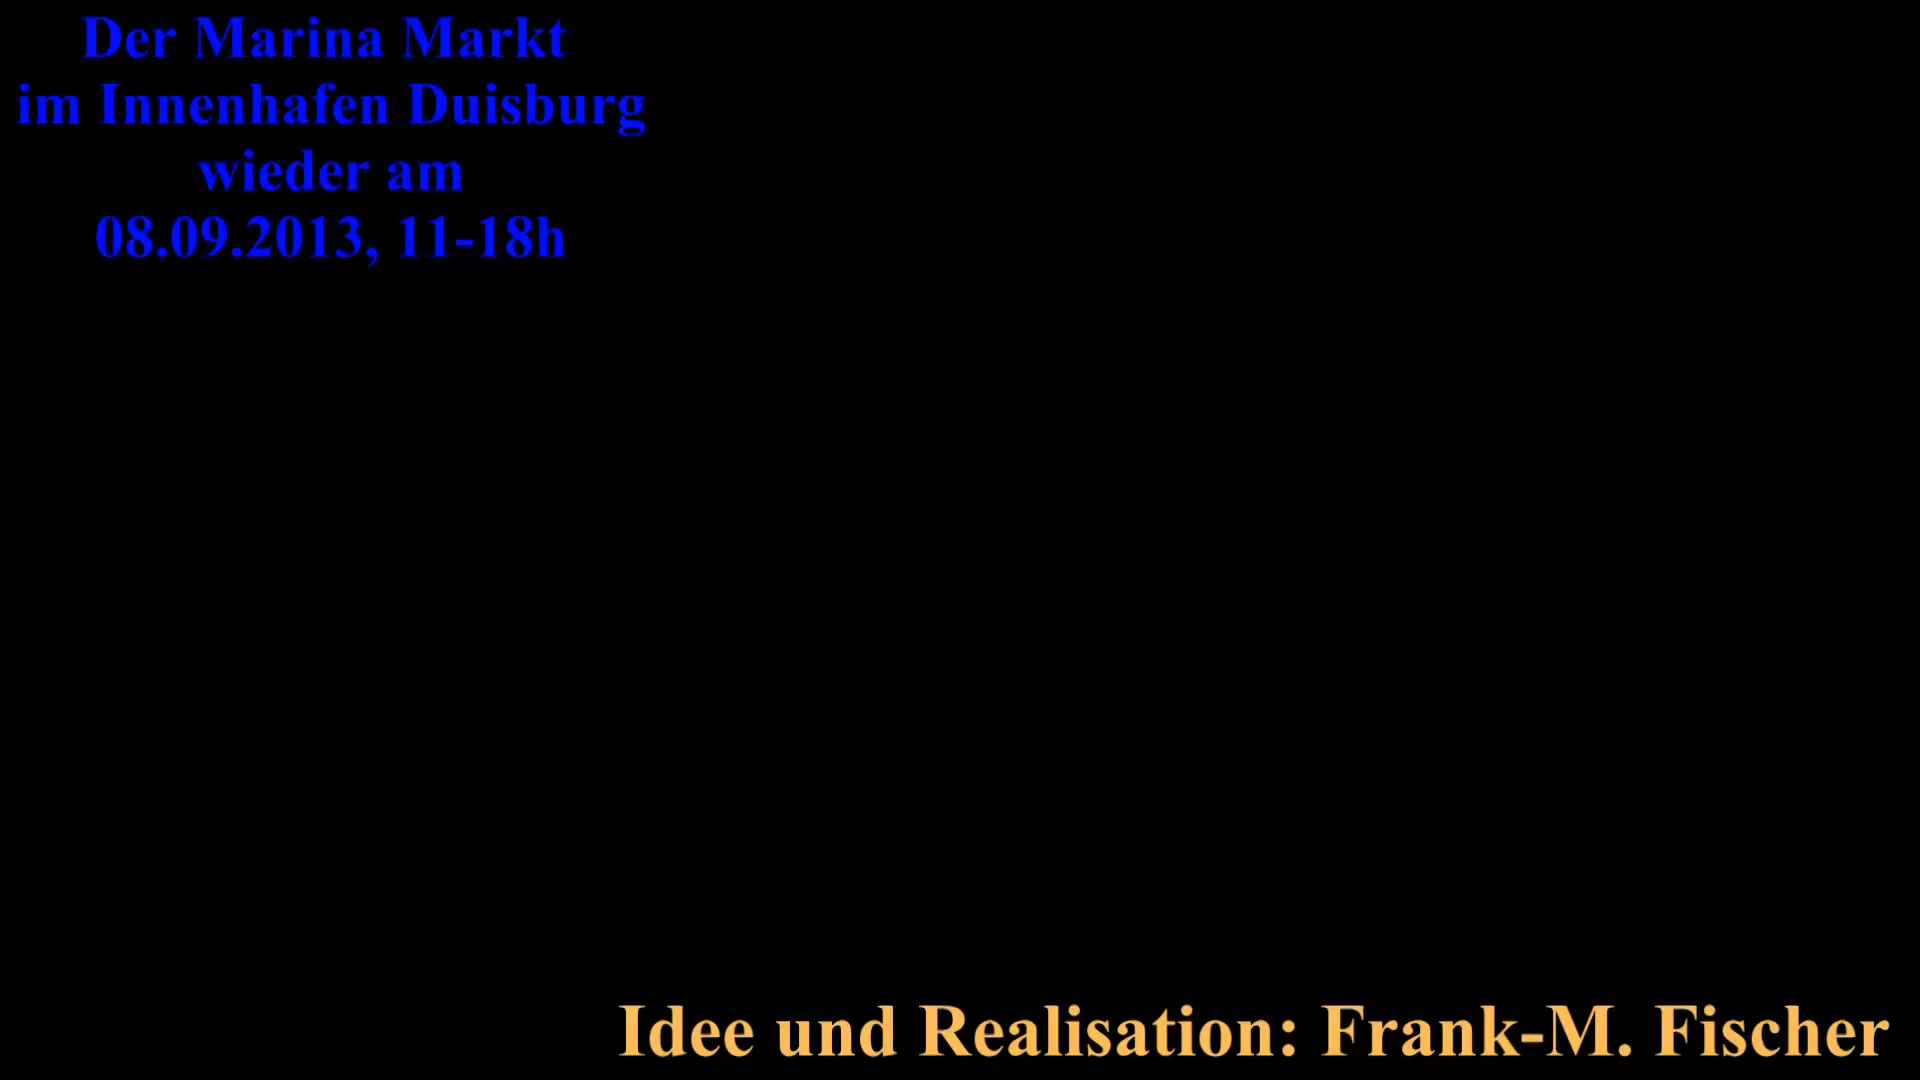 Der Marina Markt
im Innenhafen Duisburg
wieder am
08.09.2013, 11-18h
Idee und Realisation: Frank-M. Fischer